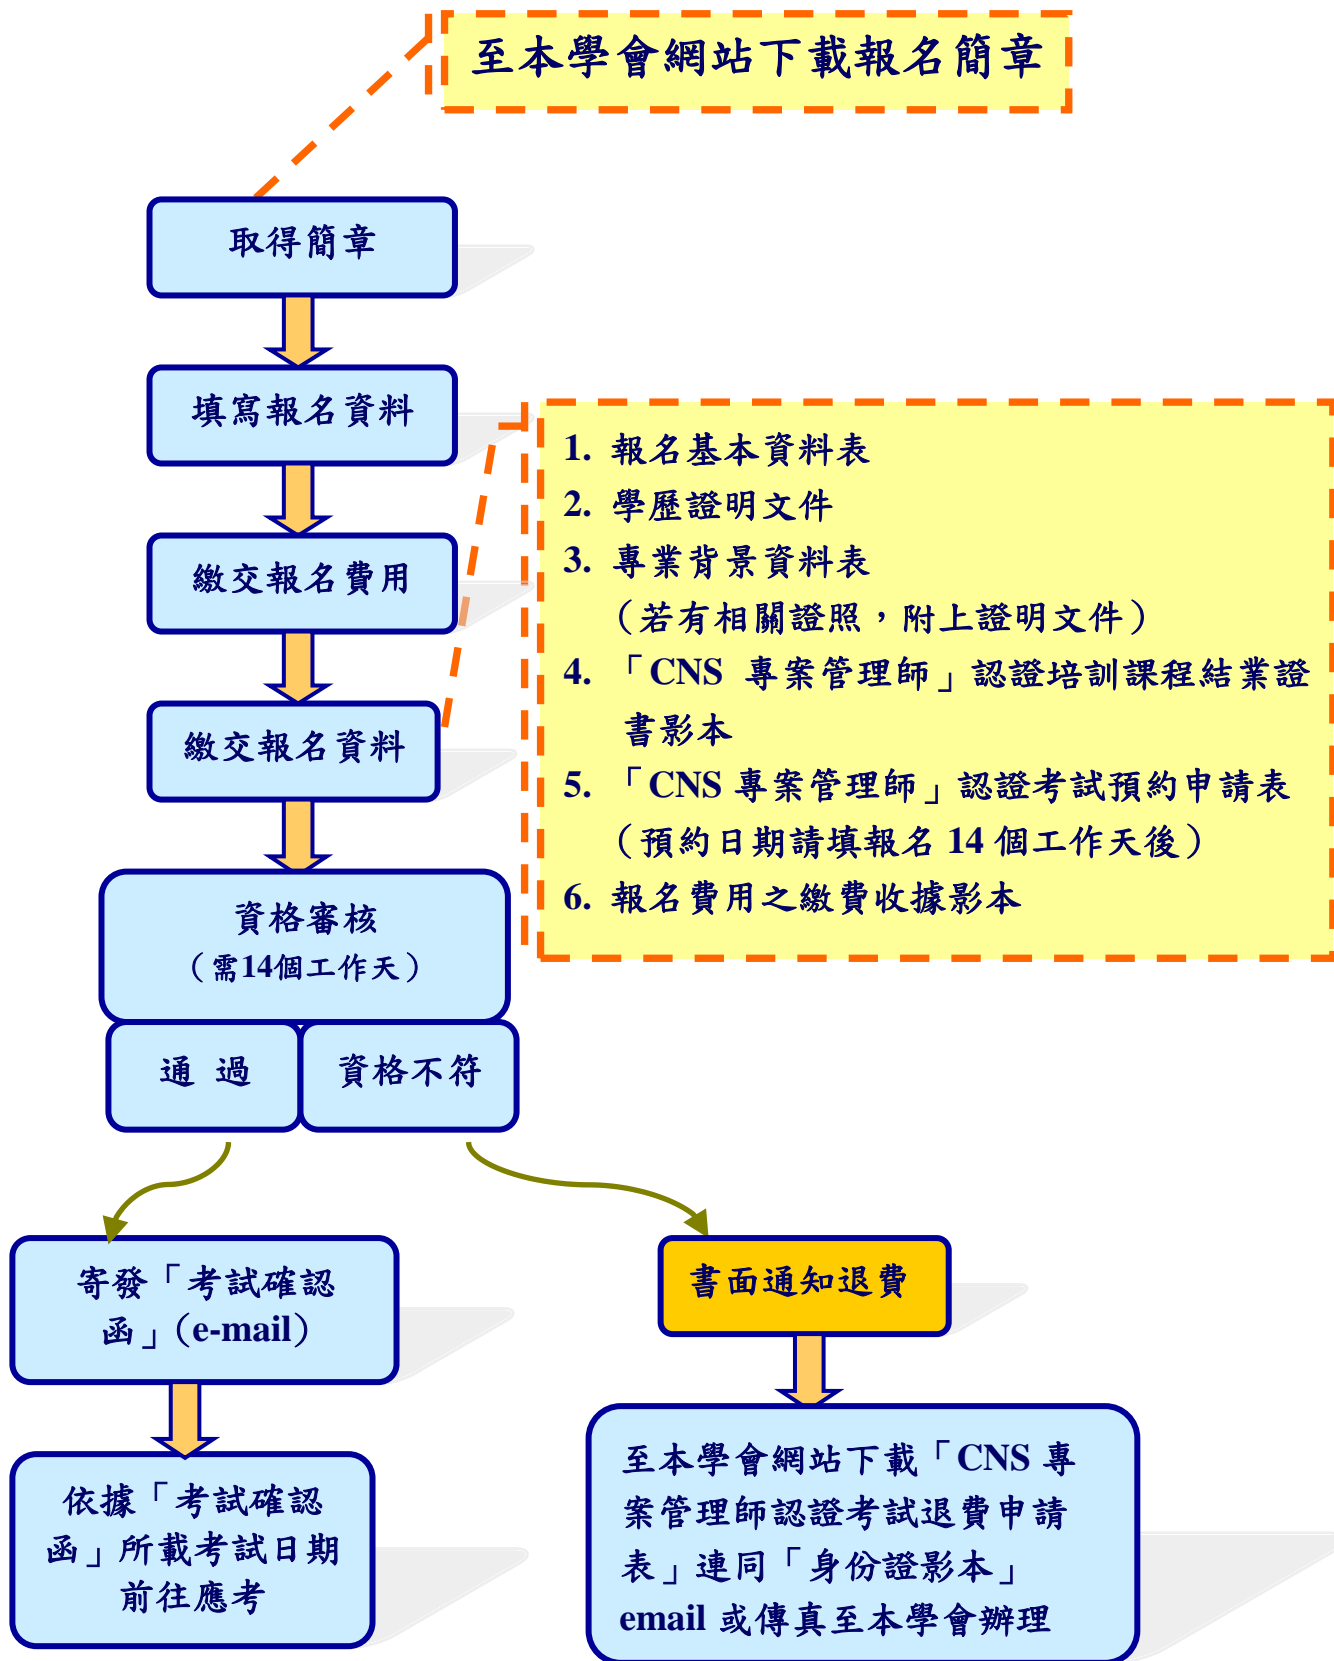 至本學會網站下載報名簡章
取得簡章
填寫報名資料
繳交報名費用
繳交報名資料
1. 報名基本資料表
2. 學歷證明文件
3. 專業背景資料表
（若有相關證照，附上證明文件）
4. 「CNS 專案管理師」認證培訓課程結業證
書影本
5. 「CNS 專案管理師」認證考試預約申請表
（預約日期請填報名 14 個工作天後）
6. 報名費用之繳費收據影本
資格審核
（需14個工作天）
通 過
資格不符
寄發「考試確認
函」（e-mail）
依據「考試確認
函」所載考試日期
前往應考
書面通知退費
至本學會網站下載「CNS 專
案管理師認證考試退費申請
表」連同「身份證影本」
email 或傳真至本學會辦理